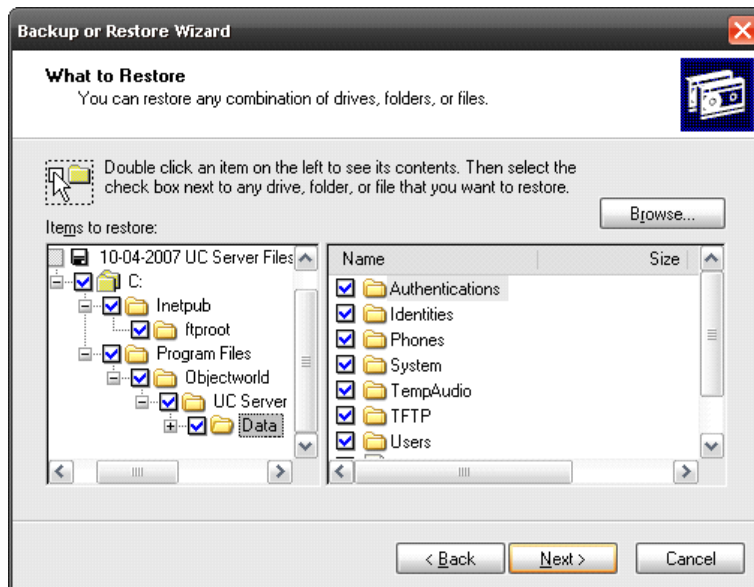 Backup or Restore Wizard
What to Restore
You can restore any combination of drives, folders, or files.
Double click an item on the left to see its contents. Then select the
check box next to any drive, folder, or file that you want to restore.
Browse...
Items to restore:
10-04-2007 UC Server Files
C:
Inetpub
ftproot
Program Files
Objectworld
UC Server
Data
Name Size
Authentications
Identities
Phones
System
TempAudio
TFTP
Users
< Back Next > Cancel